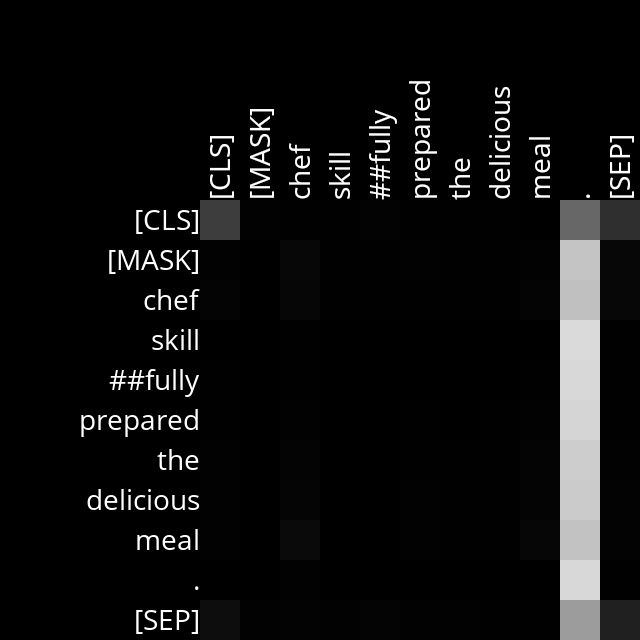 [CLS] [MASK] chef skill ##fully prepared the delicious meal . [SEP]
[CLS]
[MASK]
chef
skill
##fully
prepared
the
delicious
meal
.
[SEP]